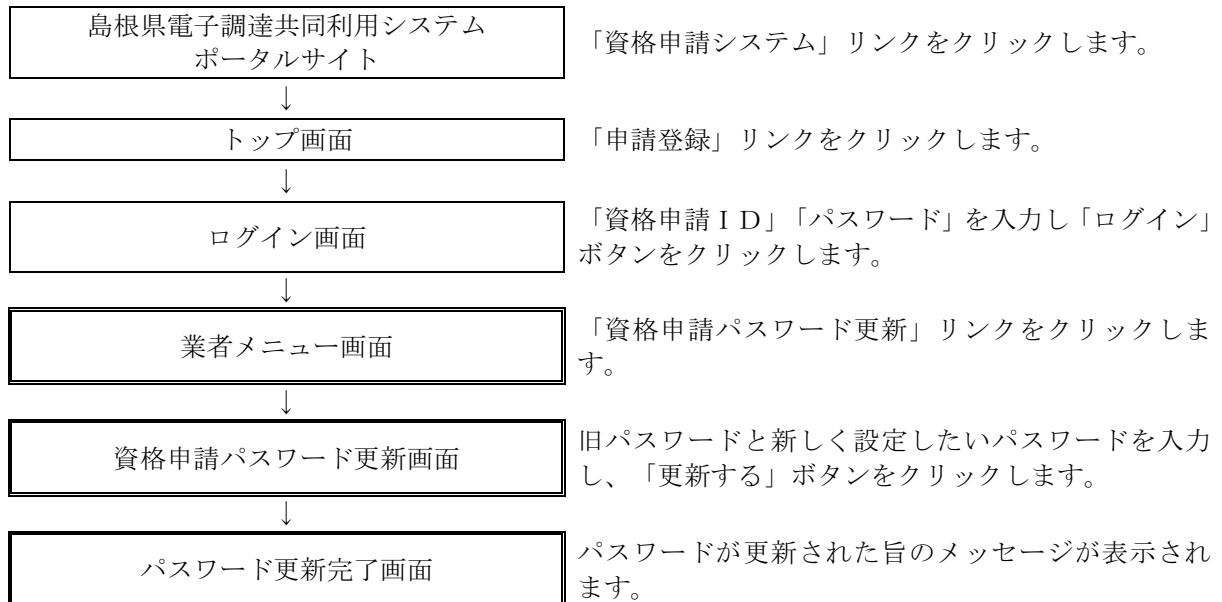 島根県電子調達共同利用システム
ポータルサイト
「資格申請システム」リンクをクリックします。
↓
トップ画面
「申請登録」リンクをクリックします。
↓
ログイン画面
「資格申請ＩＤ」「パスワード」を入力し「ログイン」
ボタンをクリックします。
↓
業者メニュー画面
「資格申請パスワード更新」リンクをクリックしま
す。
↓
資格申請パスワード更新画面
旧パスワードと新しく設定したいパスワードを入力
し、「更新する」ボタンをクリックします。
↓
パスワード更新完了画面
パスワードが更新された旨のメッセージが表示され
ます。